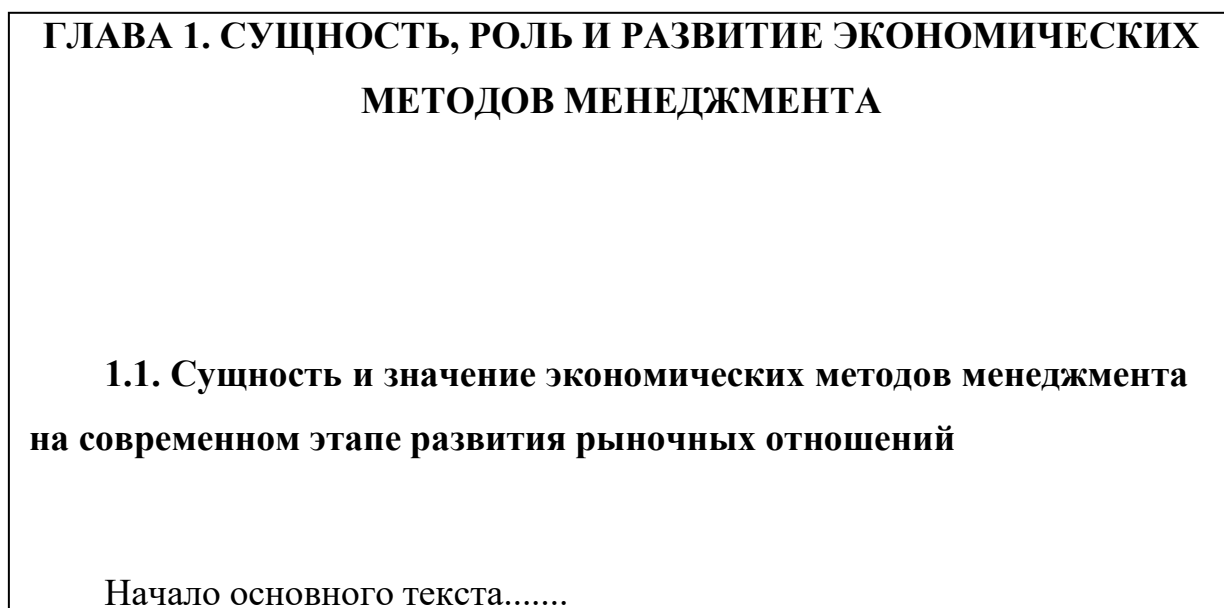 ГЛАВА 1. СУЩНОСТЬ, РОЛЬ И РАЗВИТИЕ ЭКОНОМИЧЕСКИХ
МЕТОДОВ МЕНЕДЖМЕНТА
1.1. Сущность и значение экономических методов менеджмента
на современном этапе развития рыночных отношений
Начало основного текста.......